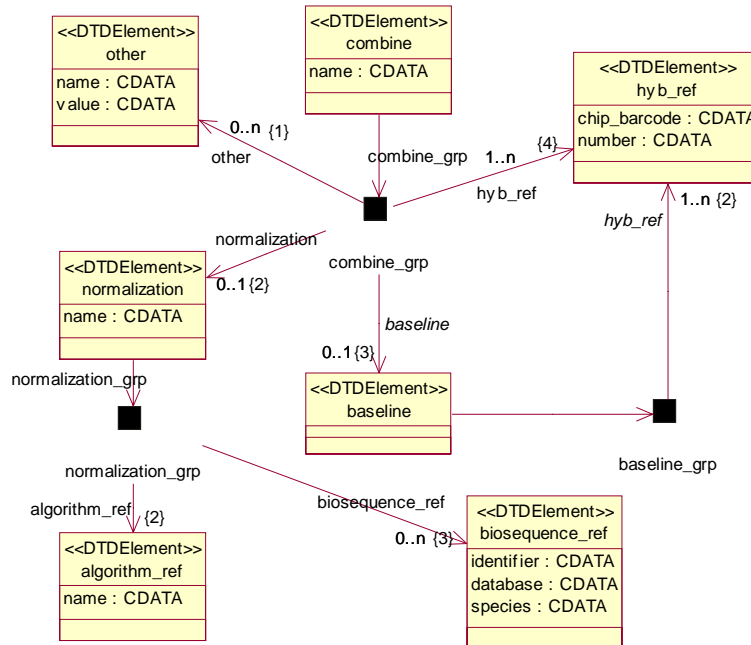 <<DTDElement>>
other
name : CDATA
value : CDATA
<<DTDElement>>
combine
name : CDATA
<<DTDElement>>
hyb_ref
chip_barcode : CDATA
number : CDATA
0..n {1}
other
combine_grp
1..n
{4}
hyb_ref
1..n {2}
hyb_ref
normalization
combine_grp
<<DTDElement>>
normalization
name : CDATA
0..1{2}
baseline
0..1{3}
normalization_grp
<<DTDElement>>
baseline
baseline_grp
normalization_grp
algorithm_ref
{2}
biosequence_ref
0..n {3}
<<DTDElement>>
algorithm_ref
name : CDATA
<<DTDElement>>
biosequence_ref
identifier : CDATA
database : CDATA
species : CDATA